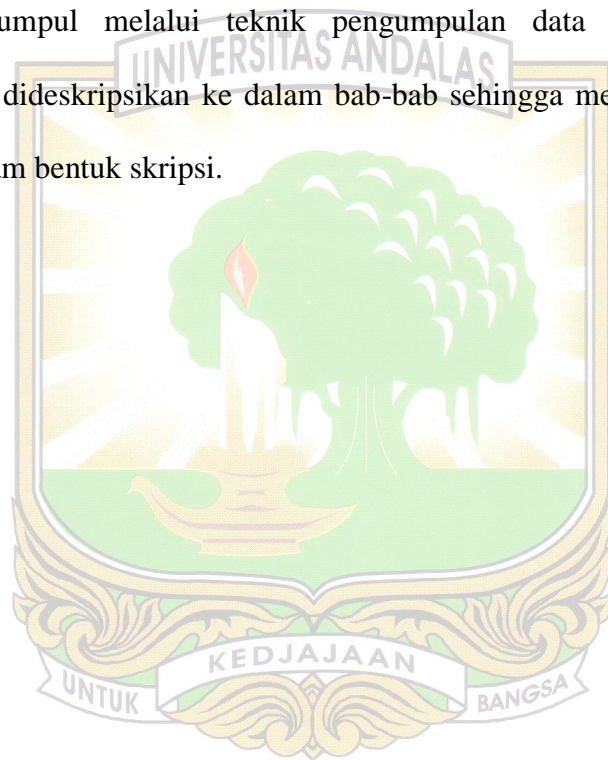 umpul melalui teknik pengumpulan data
dideskripsikan ke dalam bab-bab sehingga me
m bentuk skripsi.
UNIVERSITAS ANDALAS
KEDJAJAAN
UNTUK
BANGSA